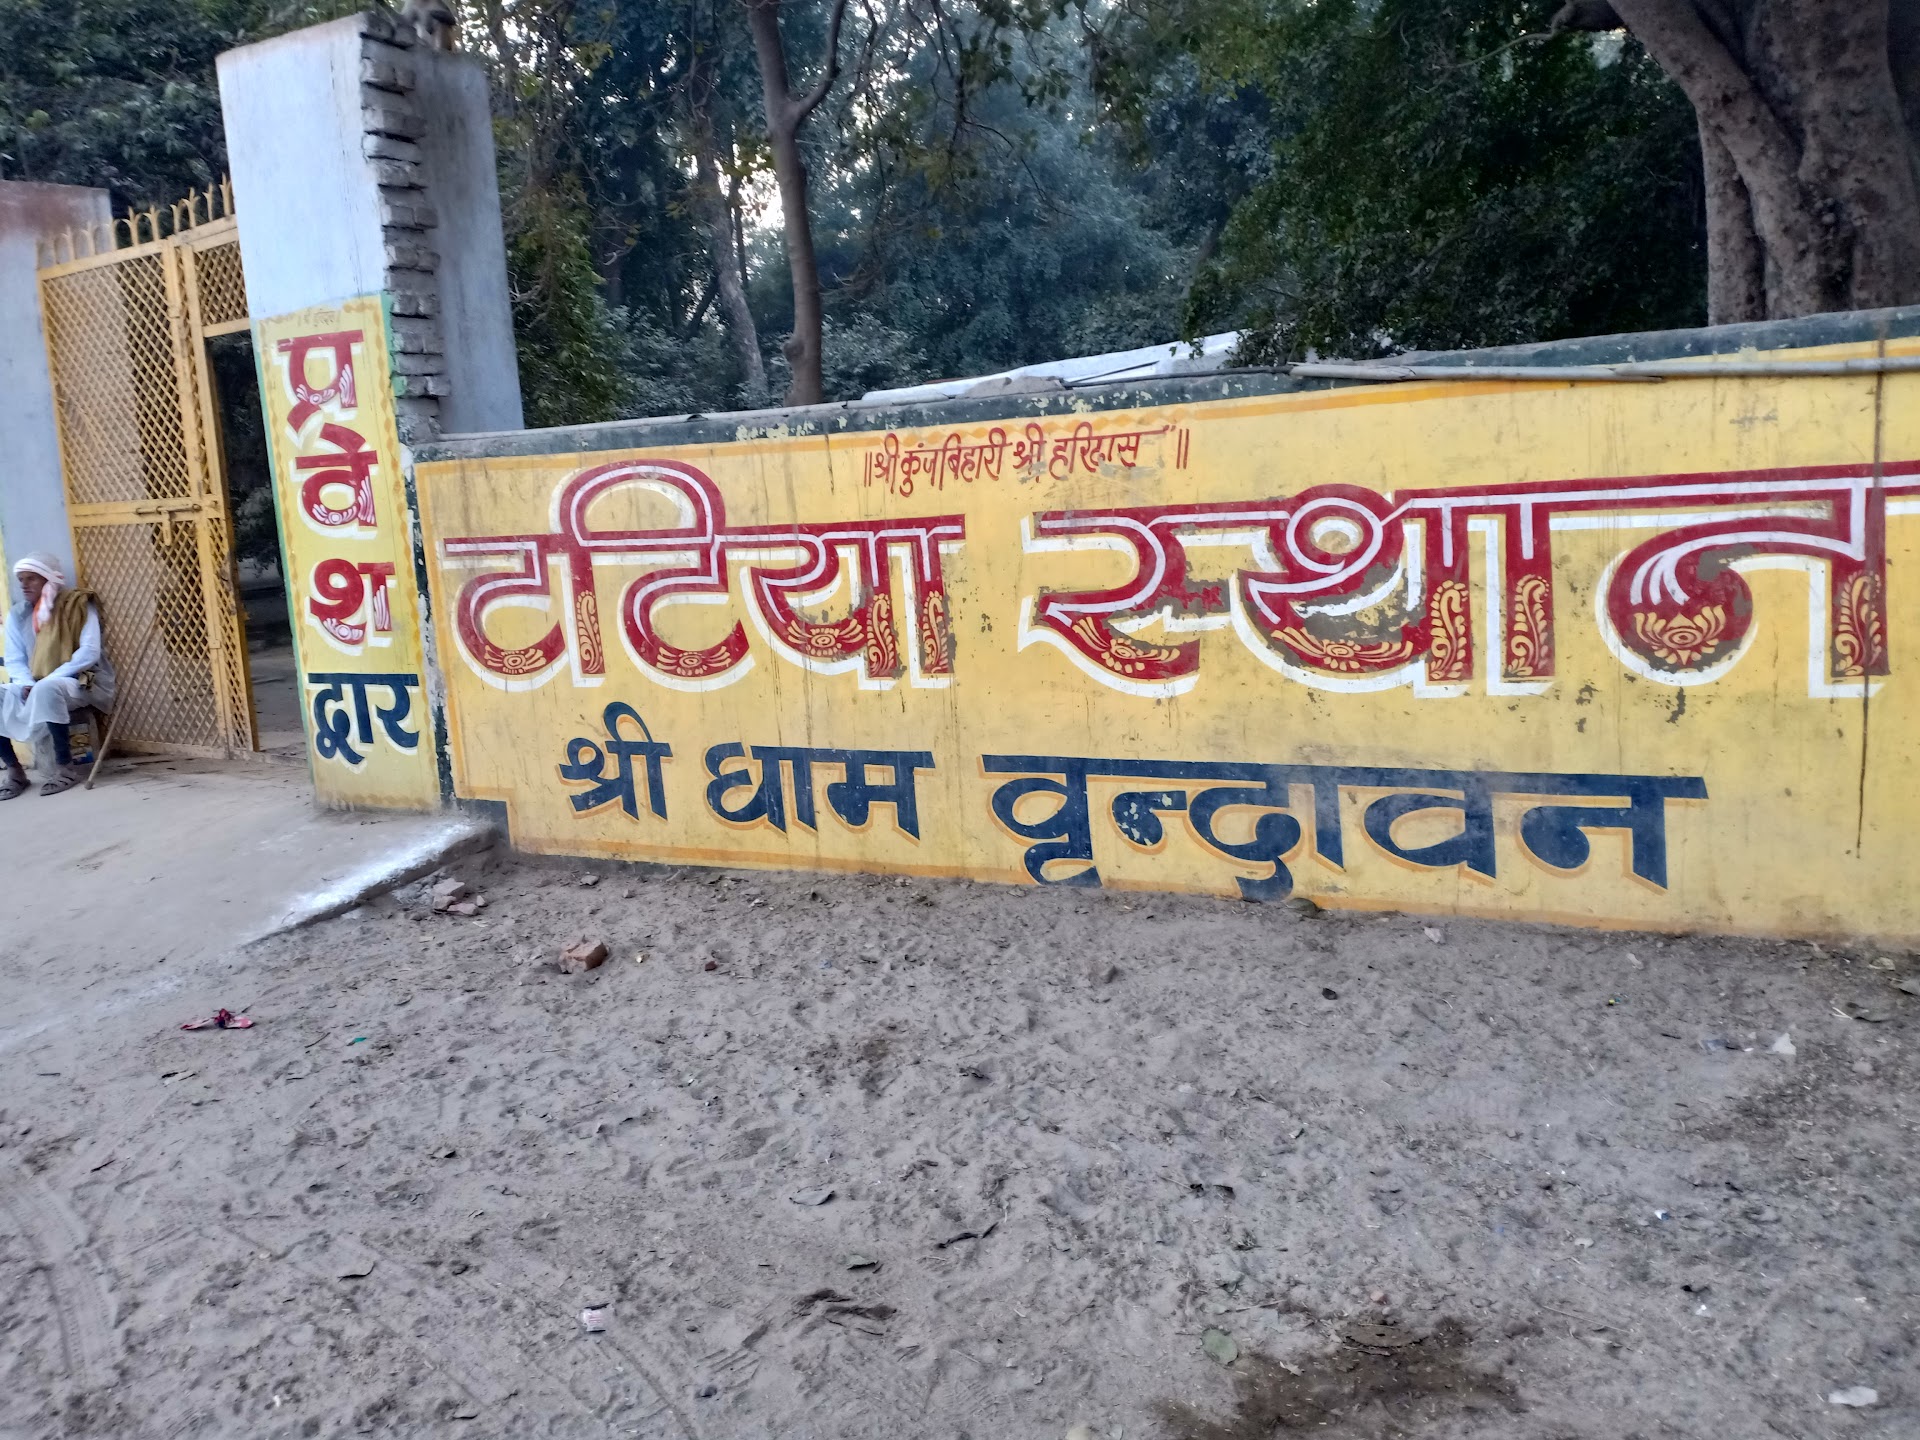 प्रवेश
द्वार
॥श्री कुंजबिहारी श्री हरिदास॥
टटिया स्थान
श्री धाम वृन्दावन